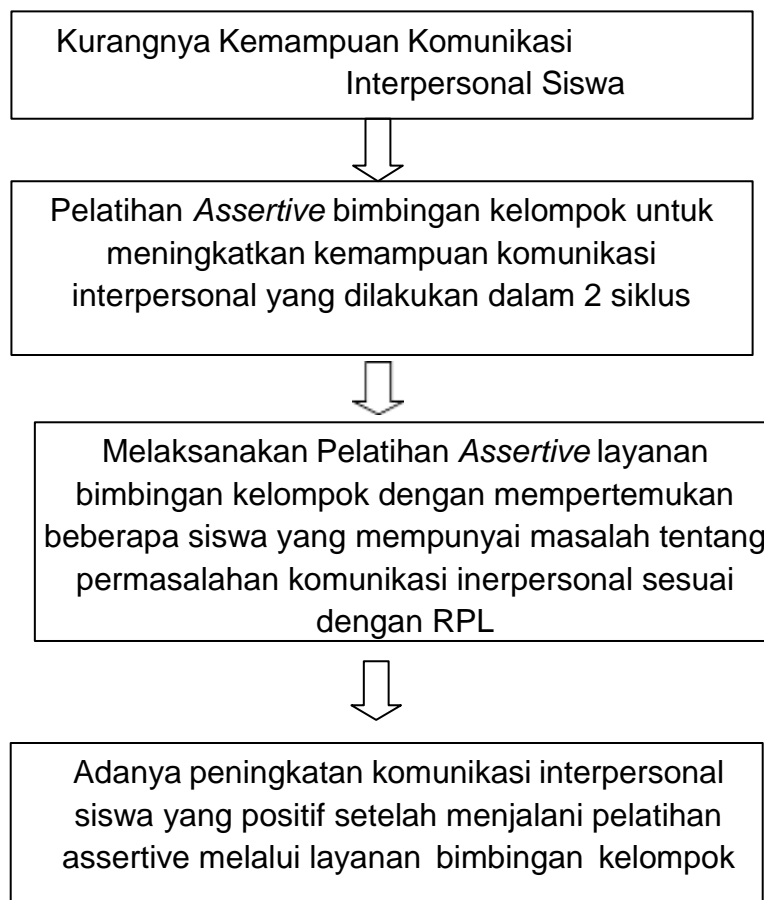 Kurangnya Kemampuan Komunikasi
Interpersonal Siswa
Pelatihan Assertive bimbingan kelompok untuk
meningkatkan kemampuan komunikasi
interpersonal yang dilakukan dalam 2 siklus
Melaksanakan Pelatihan Assertive layanan
bimbingan kelompok dengan mempertemukan
beberapa siswa yang mempunyai masalah tentang
permasalahan komunikasi inerpersonal sesuai
dengan RPL
Adanya peningkatan komunikasi interpersonal
siswa yang positif setelah menjalani pelatihan
assertive melalui layanan bimbingan kelompok